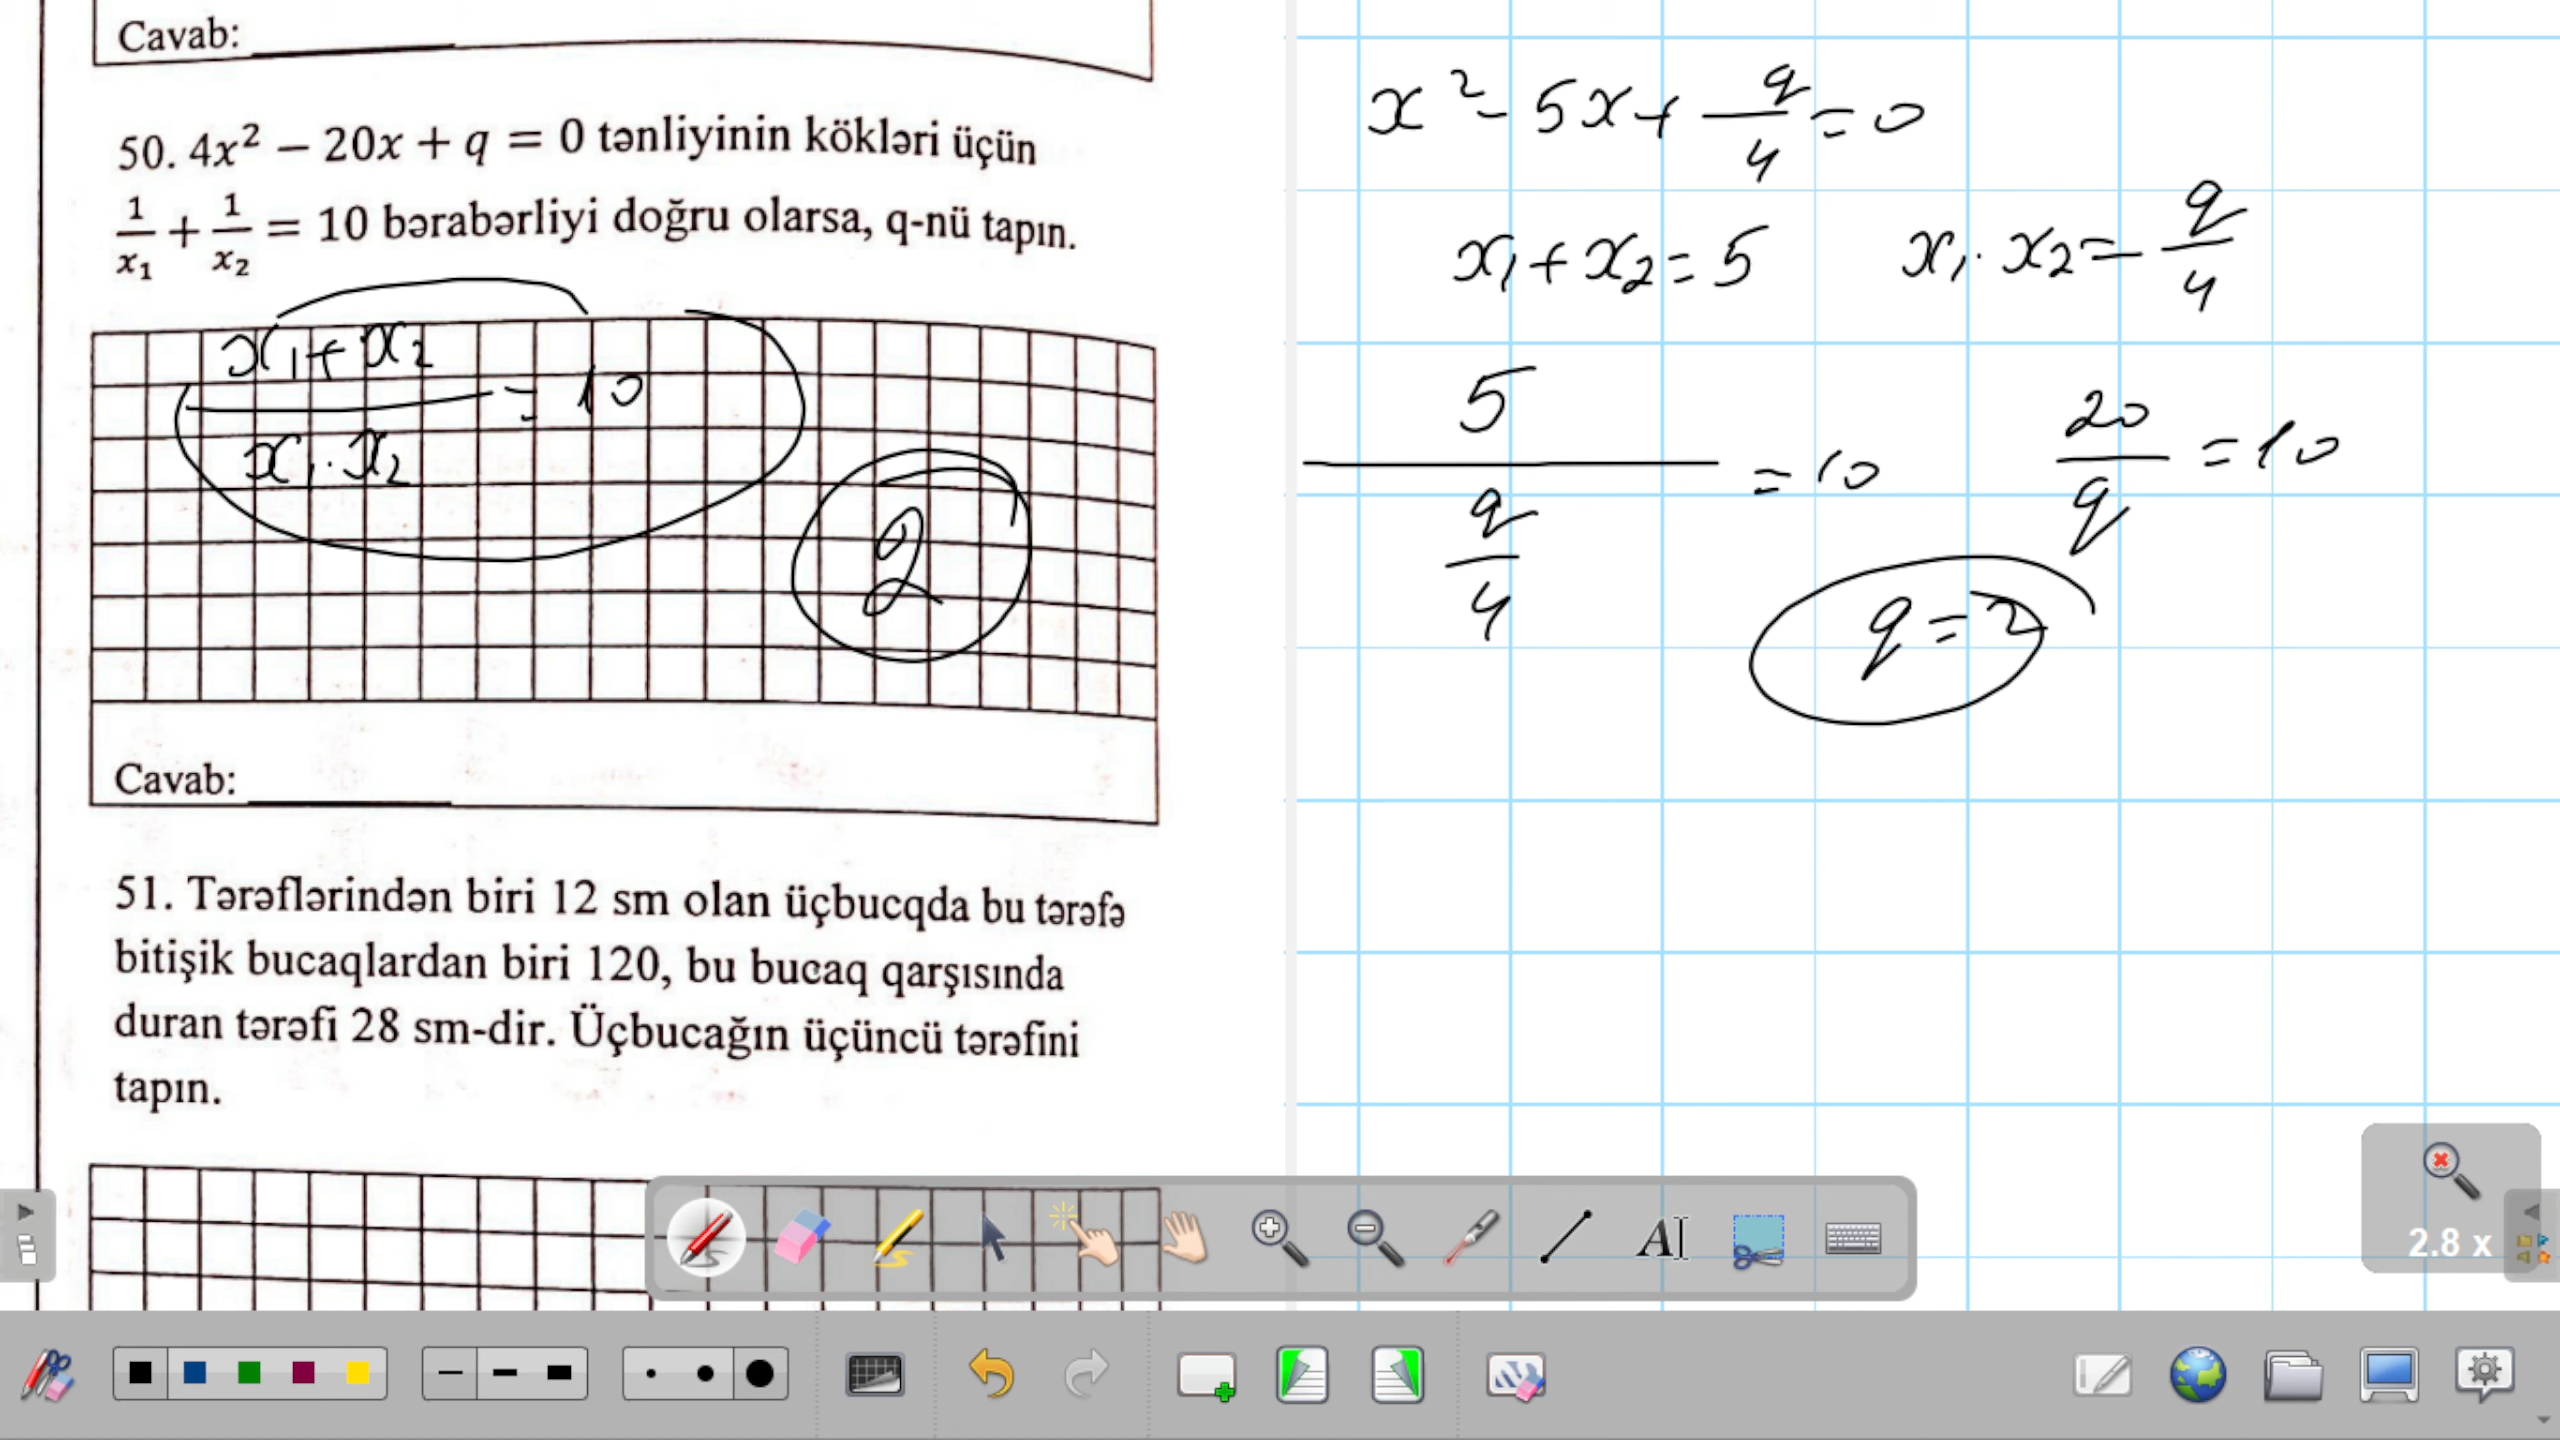 Cavab:
50. 4x² − 20x + q = 0 tənliyinin kökləri üçün
1/x₁ + 1/x₂ = 10 bərabərliyi doğru olarsa, q-nü tapın.
x₁ + x₂ / x₁ · x₂ = 10
2
Cavab:
51. Tərəflərindən biri 12 sm olan üçbucqda bu tərəfə
bitişik bucaqlardan biri 120, bu bucaq qarşısında
duran tərəfi 28 sm-dir. Üçbucağın üçüncü tərəfini
tapın.
x² - 5x + q/4 = 0
x₁ + x₂ = 5 x₁ · x₂ = q/4
5 / q/4 = 10 20/q = 10
q = 2
AI
2.8 x